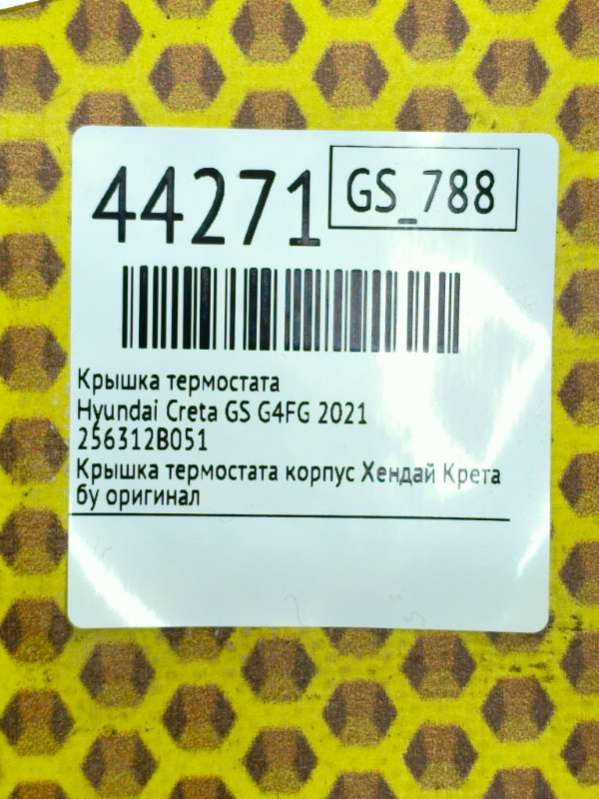 44271
GS_788
Крышка термостата
Hyundai Creta GS G4FG 2021
256312B051
Крышка термостата корпус Хендай Крета
бу оригинал